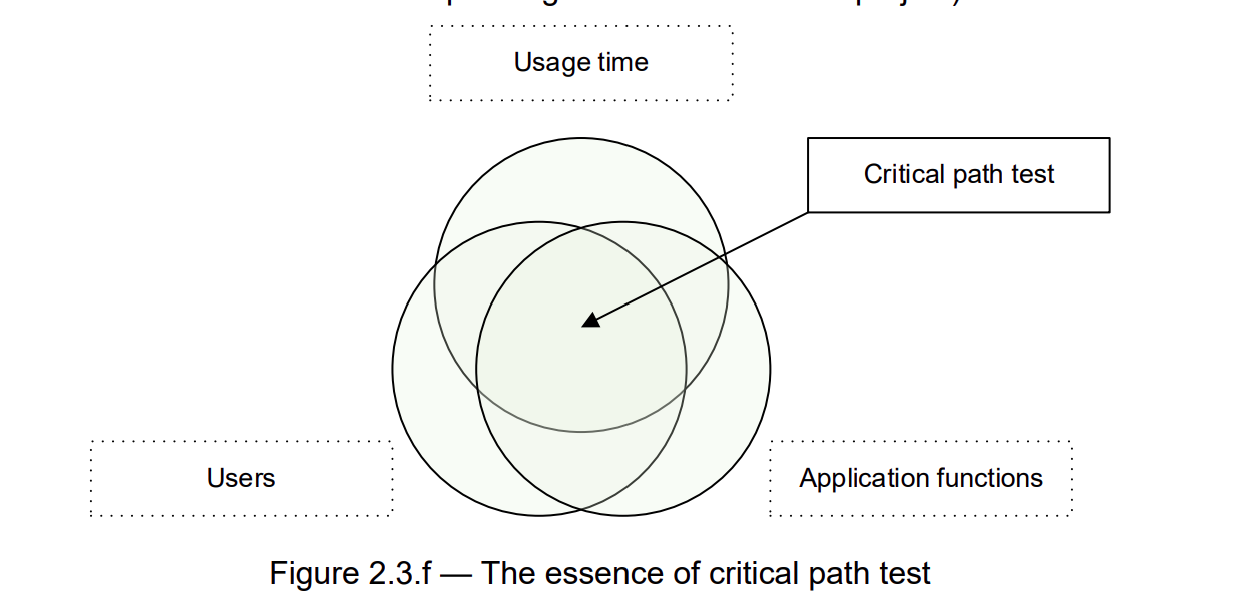 Usage time
Critical path test
Users
Application functions
Figure 2.3.f — The essence of critical path test